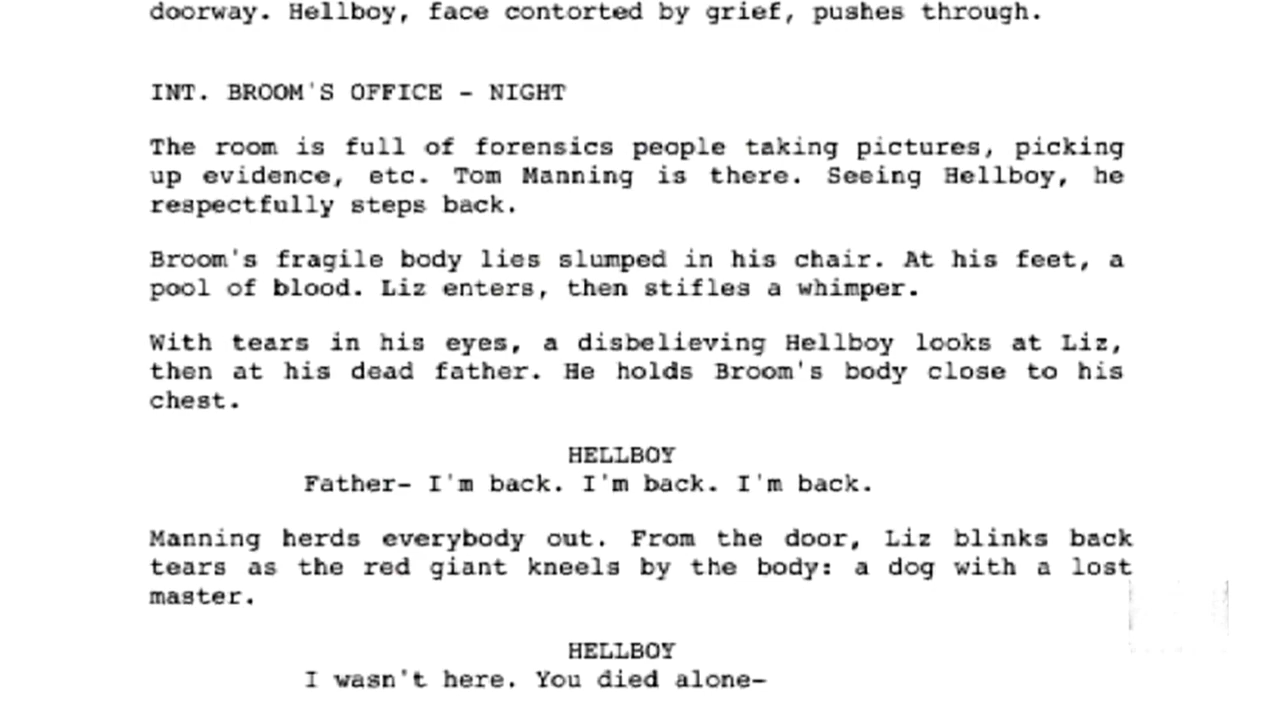 doorway. Hellboy, face contorted by grief, pushes through.
INT. BROOM'S OFFICE - NIGHT
The room is full of forensics people taking pictures, picking
up evidence, etc. Tom Manning is there. Seeing Hellboy, he
respectfully steps back.
Broom's fragile body lies slumped in his chair. At his feet, a
pool of blood. Liz enters, then stifles a whimper.
With tears in his eyes, a disbelieving Hellboy looks at Liz,
then at his dead father. He holds Broom's body close to his
chest.
HELLBOY
Father- I'm back. I'm back. I'm back.
Manning herds everybody out. From the door, Liz blinks back
tears as the red giant kneels by the body: a dog with a lost
master.
HELLBOY
I wasn't here. You died alone-